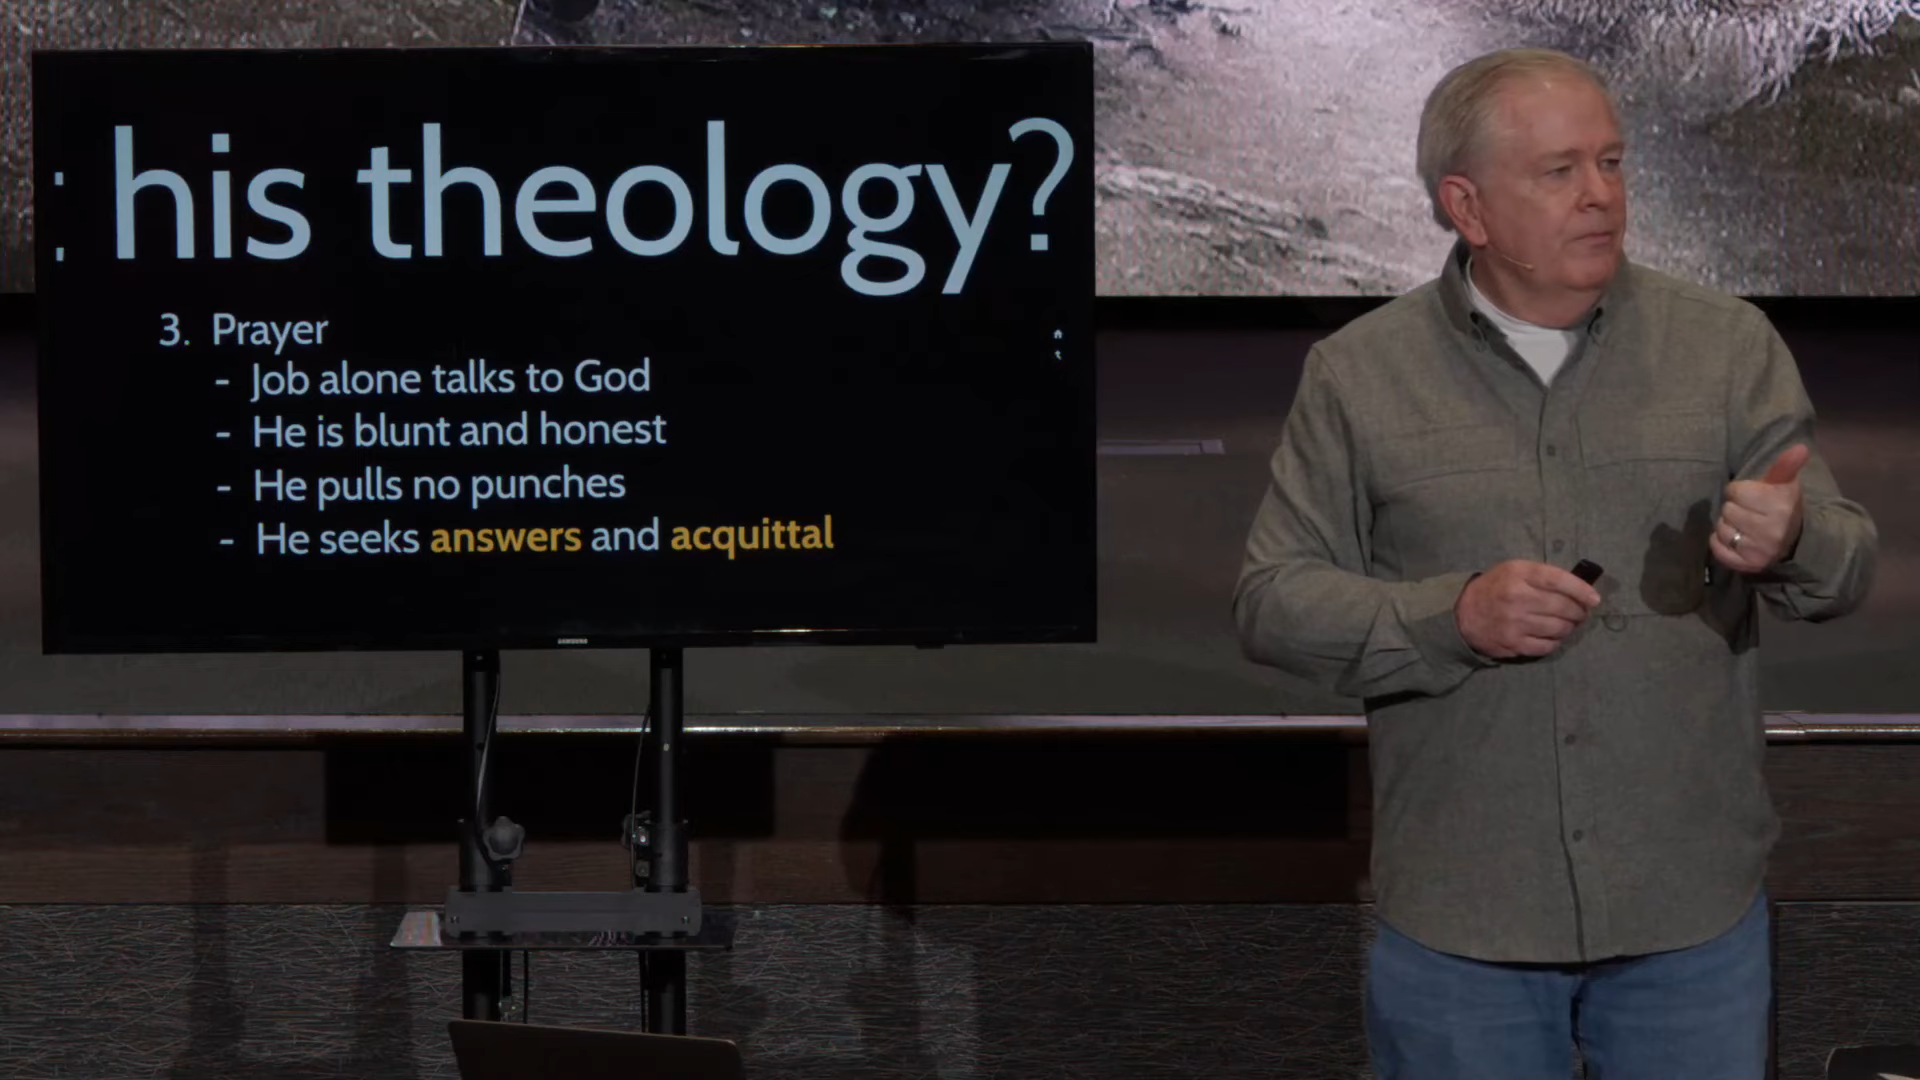 : his theology?
3. Prayer
- Job alone talks to God
- He is blunt and honest
- He pulls no punches
- He seeks answers and acquittal
SAMSUNG